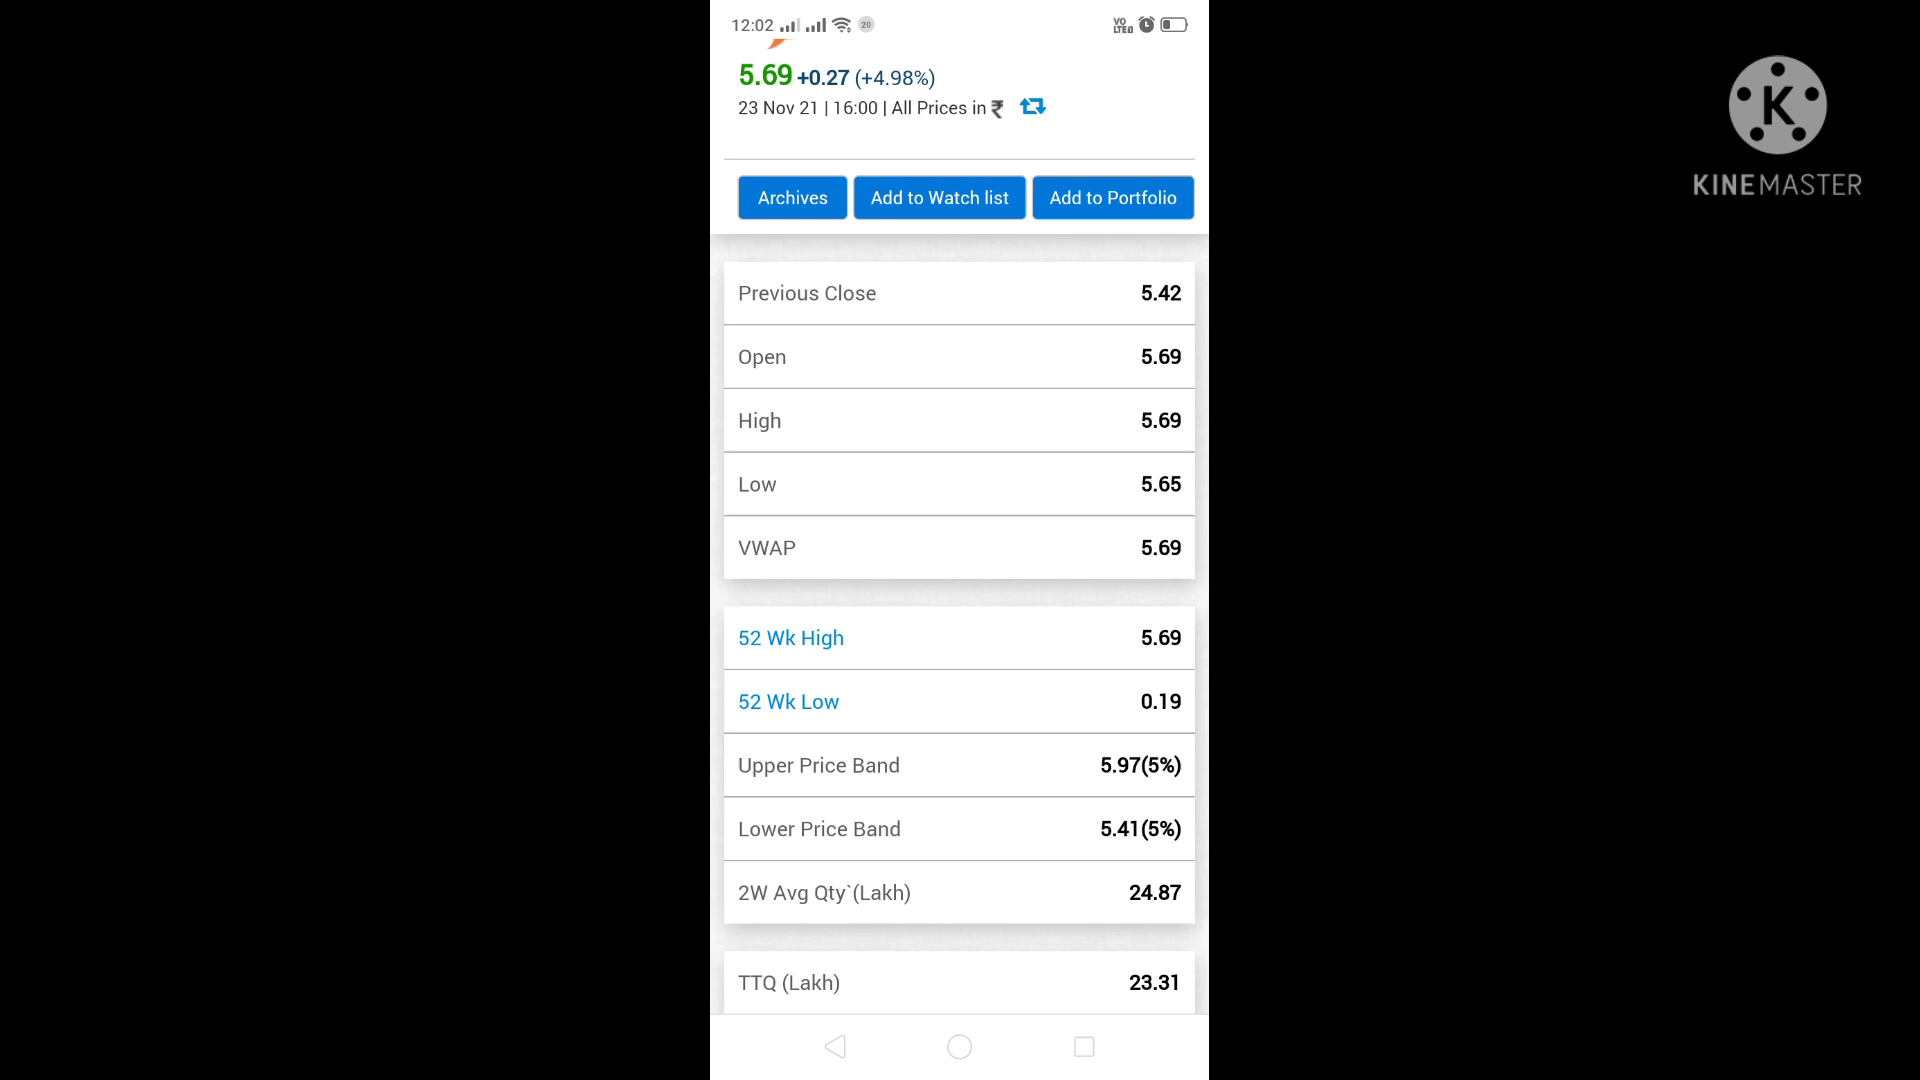 12:02 20 VO LTE
5.69 +0.27 (+4.98%)
23 Nov 21 | 16:00 | All Prices in ₹
Archives Add to Watch list Add to Portfolio
Previous Close 5.42
Open 5.69
High 5.69
Low 5.65
VWAP 5.69
52 Wk High 5.69
52 Wk Low 0.19
Upper Price Band 5.97(5%)
Lower Price Band 5.41(5%)
2W Avg Qty`(Lakh) 24.87
TTQ (Lakh) 23.31
K
KINEMASTER